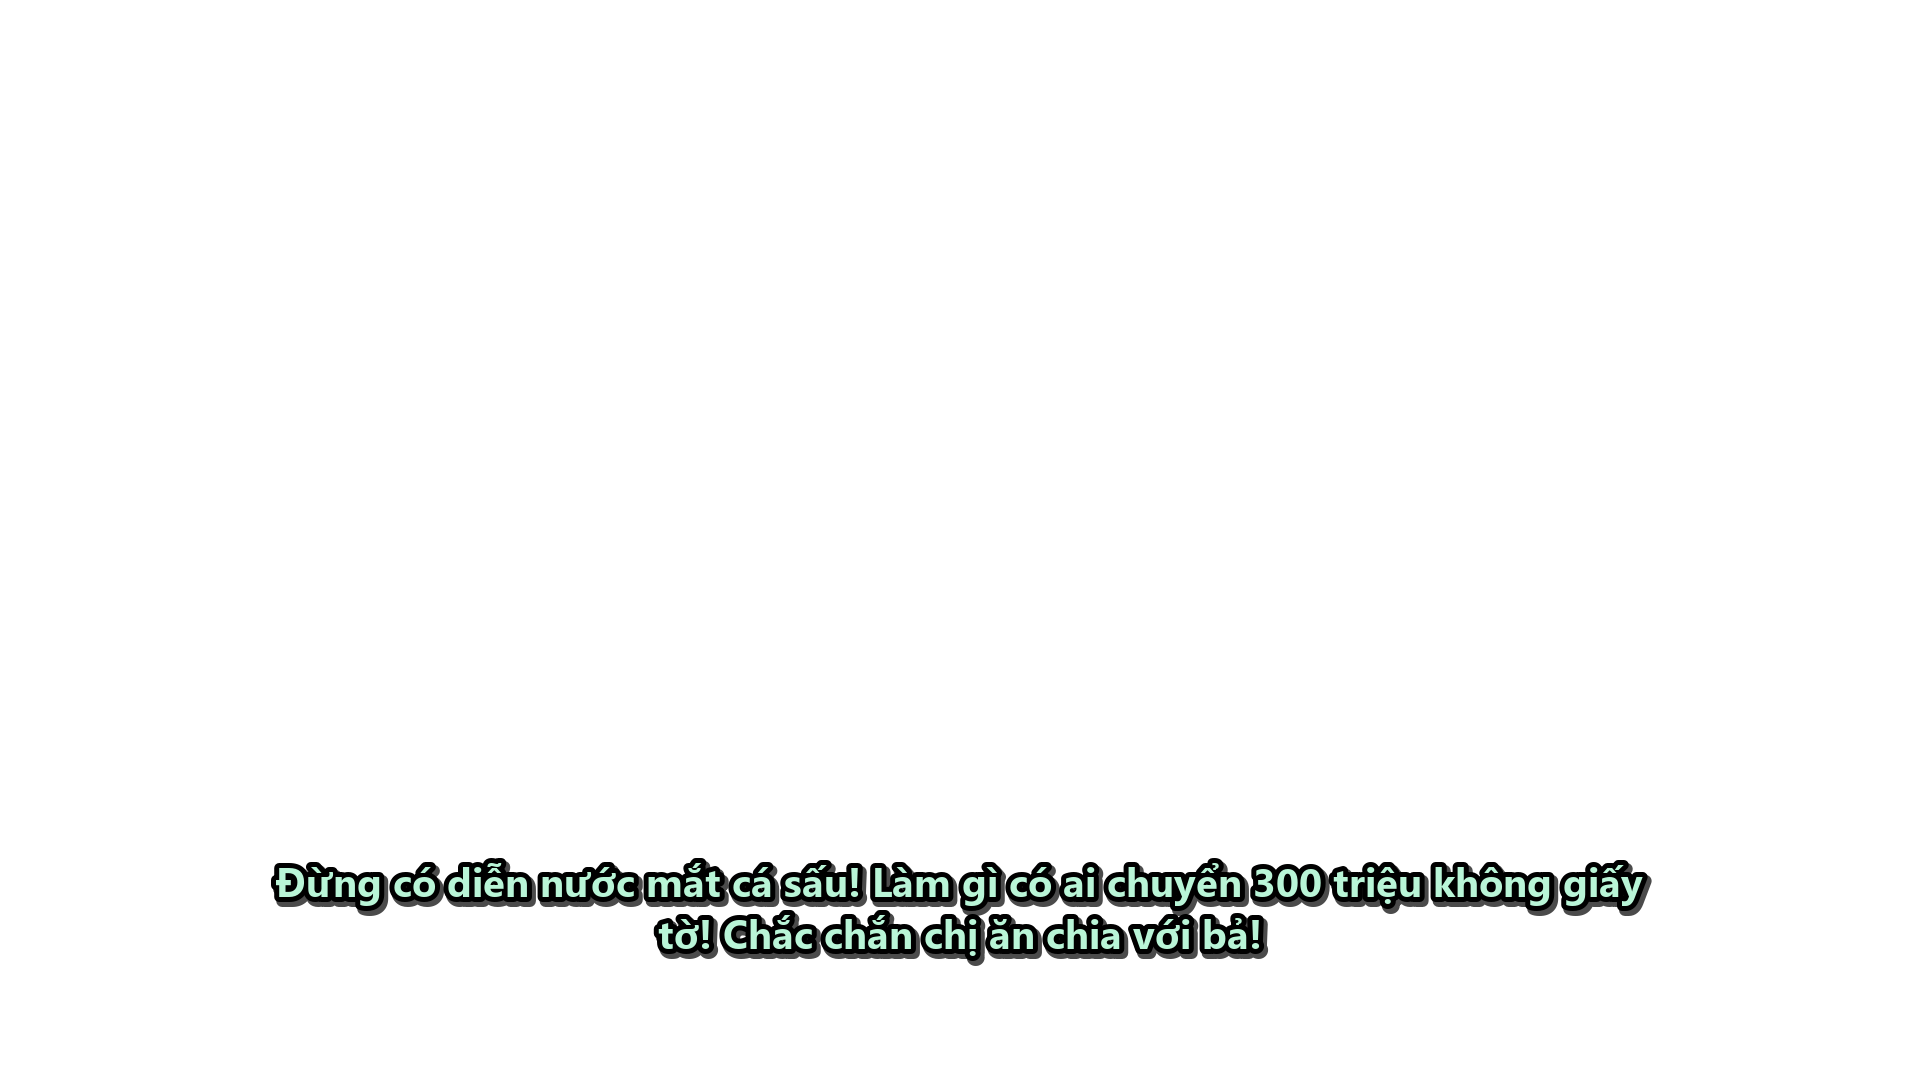 Đừng có diễn nước mắt cá sấu! Làm gì có ai chuyển 300 triệu không giấy
tờ! Chắc chắn chị ăn chia với bả!